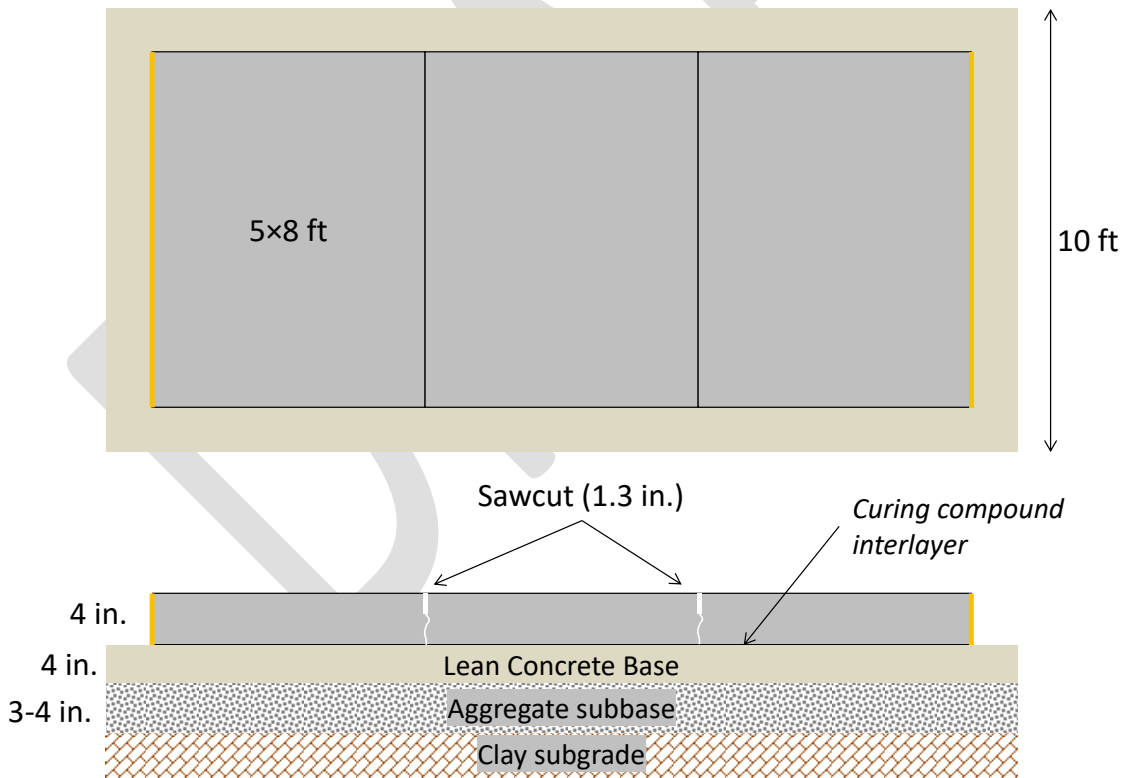 5×8 ft
10 ft
Sawcut (1.3 in.)
Curing compound
interlayer
4 in.
4 in.
Lean Concrete Base
3-4 in.
Aggregate subbase
Clay subgrade